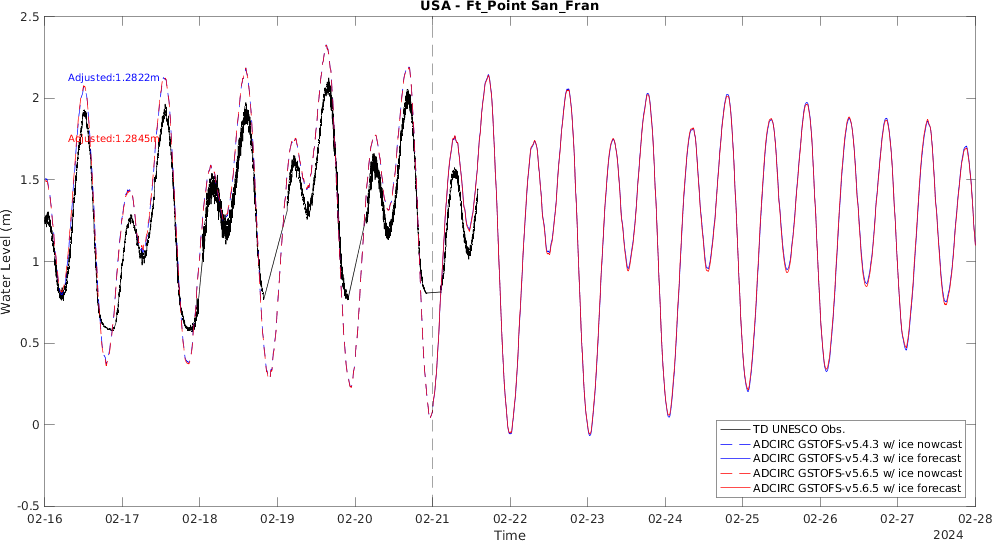 USA - Ft_Point San_Fran
2.5
2
1.5
1
0.5
0
-0.5
Water Level (m)
Adjusted:1.2822m
Adjusted:1.2845m
TD UNESCO Obs.
ADCIRC GSTOFS-v5.4.3 w/ ice nowcast
ADCIRC GSTOFS-v5.4.3 w/ ice forecast
ADCIRC GSTOFS-v5.6.5 w/ ice nowcast
ADCIRC GSTOFS-v5.6.5 w/ ice forecast
02-16 02-17 02-18 02-19 02-20 02-21 02-22 02-23 02-24 02-25 02-26 02-27 02-28
Time
2024